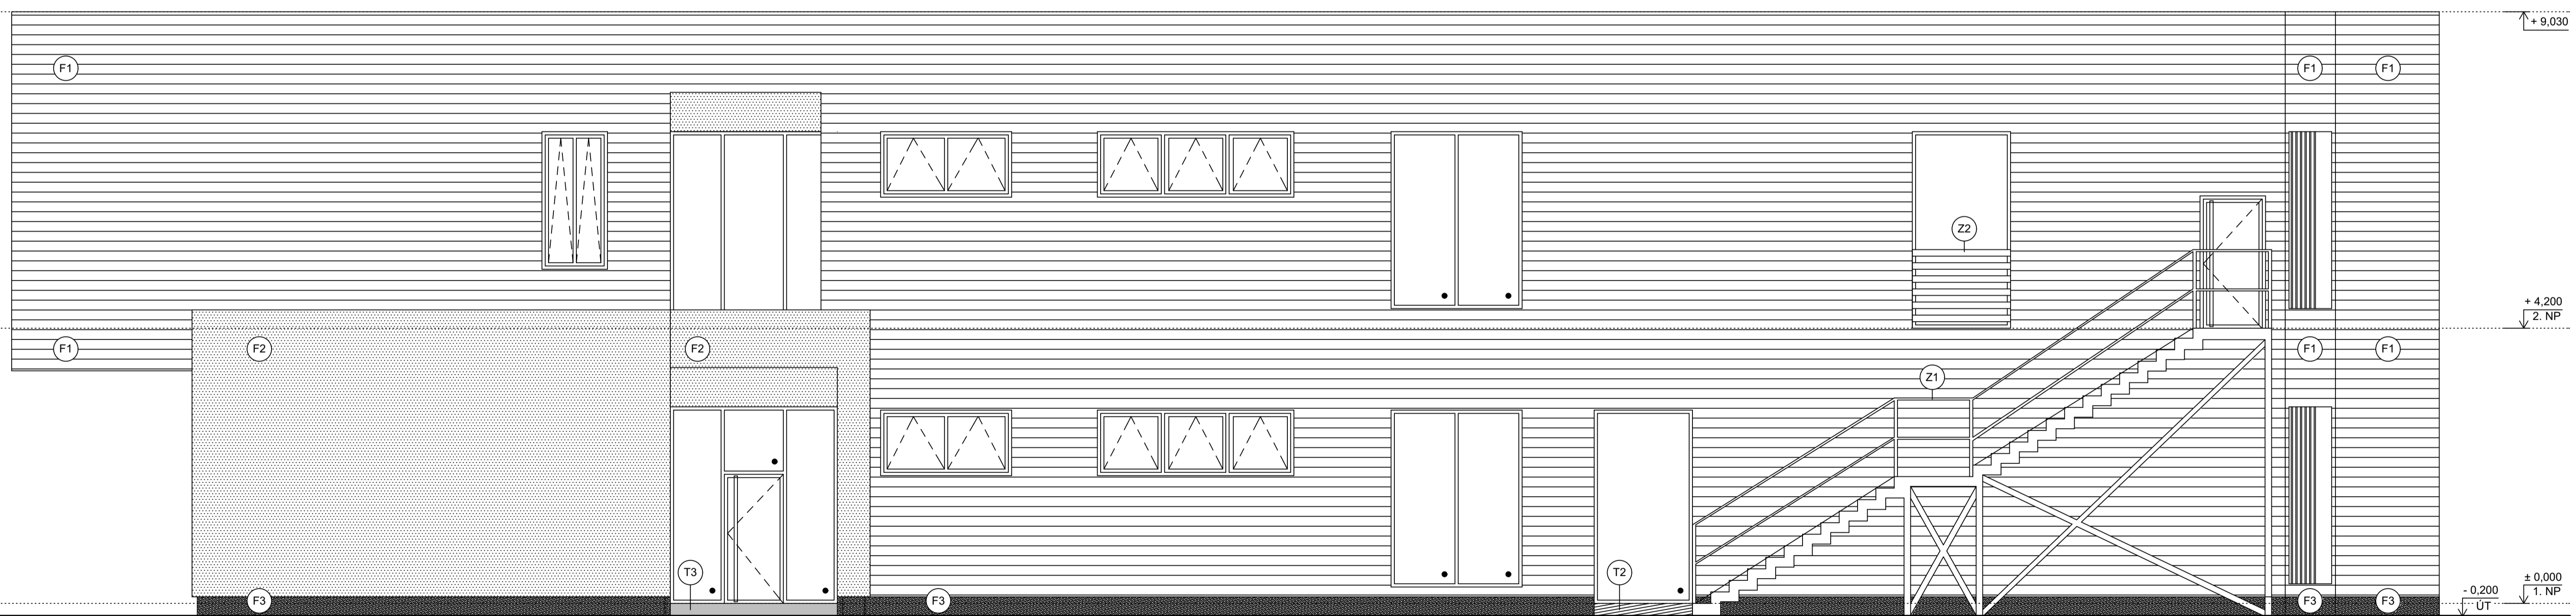 + 9,030
F1
F1
F1
Z2
+ 4,200
2. NP
F1
F2
F2
F1
F1
Z1
T3
T2
± 0,000
1. NP
- 0,200
ÚT
F3
F3
F3
F3